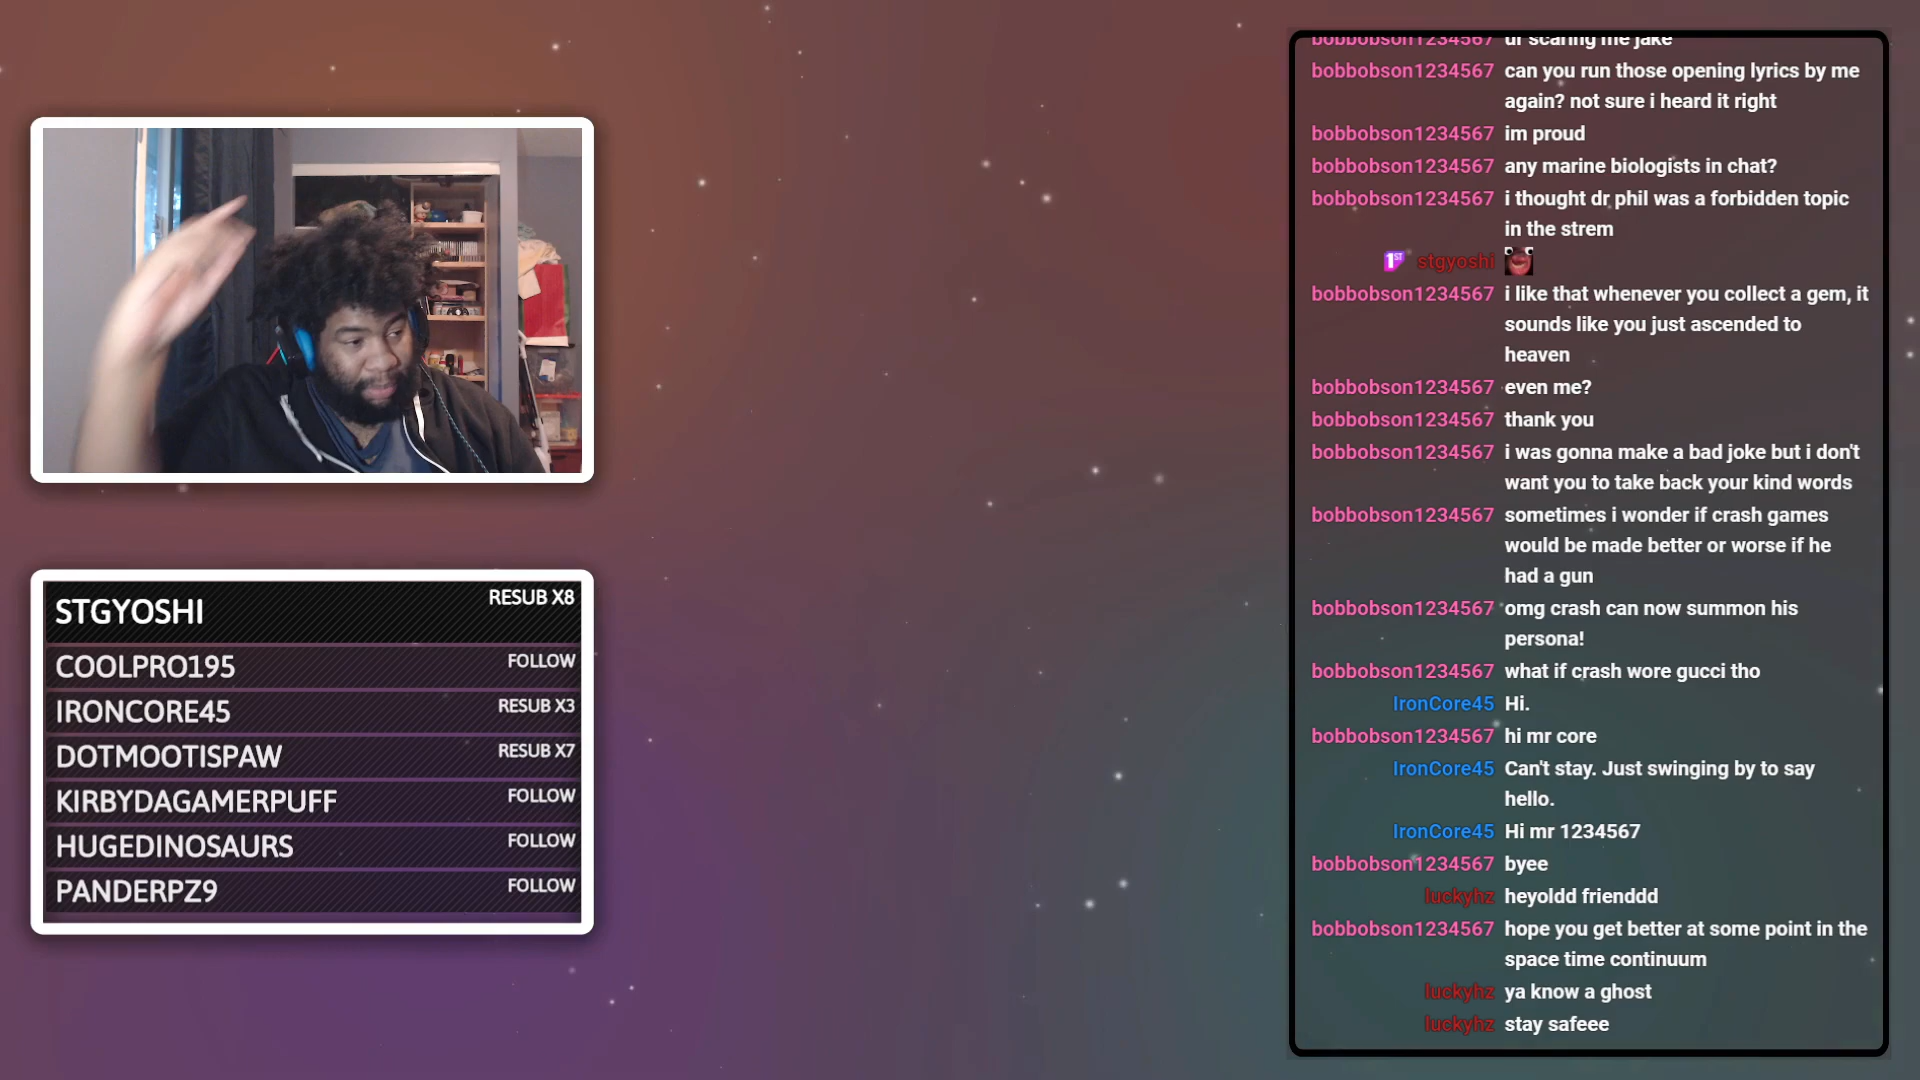 STGYOSHI RESUB X8
COOLPRO195 FOLLOW
IRONCORE45 RESUB X3
DOTMOOTISPAW RESUB X7
KIRBYDAGAMERPUFF FOLLOW
HUGEDINOSAURS FOLLOW
PANDERPZ9 FOLLOW
bobbobson1234567 ur scaring me jake
bobbobson1234567 can you run those opening lyrics by me
again? not sure i heard it right
bobbobson1234567 im proud
bobbobson1234567 any marine biologists in chat?
bobbobson1234567 i thought dr phil was a forbidden topic
in the strem
1ST stgyoshi
bobbobson1234567 i like that whenever you collect a gem, it
sounds like you just ascended to
heaven
bobbobson1234567 even me?
bobbobson1234567 thank you
bobbobson1234567 i was gonna make a bad joke but i don't
want you to take back your kind words
bobbobson1234567 sometimes i wonder if crash games
would be made better or worse if he
had a gun
bobbobson1234567 omg crash can now summon his
persona!
bobbobson1234567 what if crash wore gucci tho
IronCore45 Hi.
bobbobson1234567 hi mr core
IronCore45 Can't stay. Just swinging by to say
hello.
IronCore45 Hi mr 1234567
bobbobson1234567 byee
luckyhz heyoldd frienddd
bobbobson1234567 hope you get better at some point in the
space time continuum
luckyhz ya know a ghost
luckyhz stay safeee